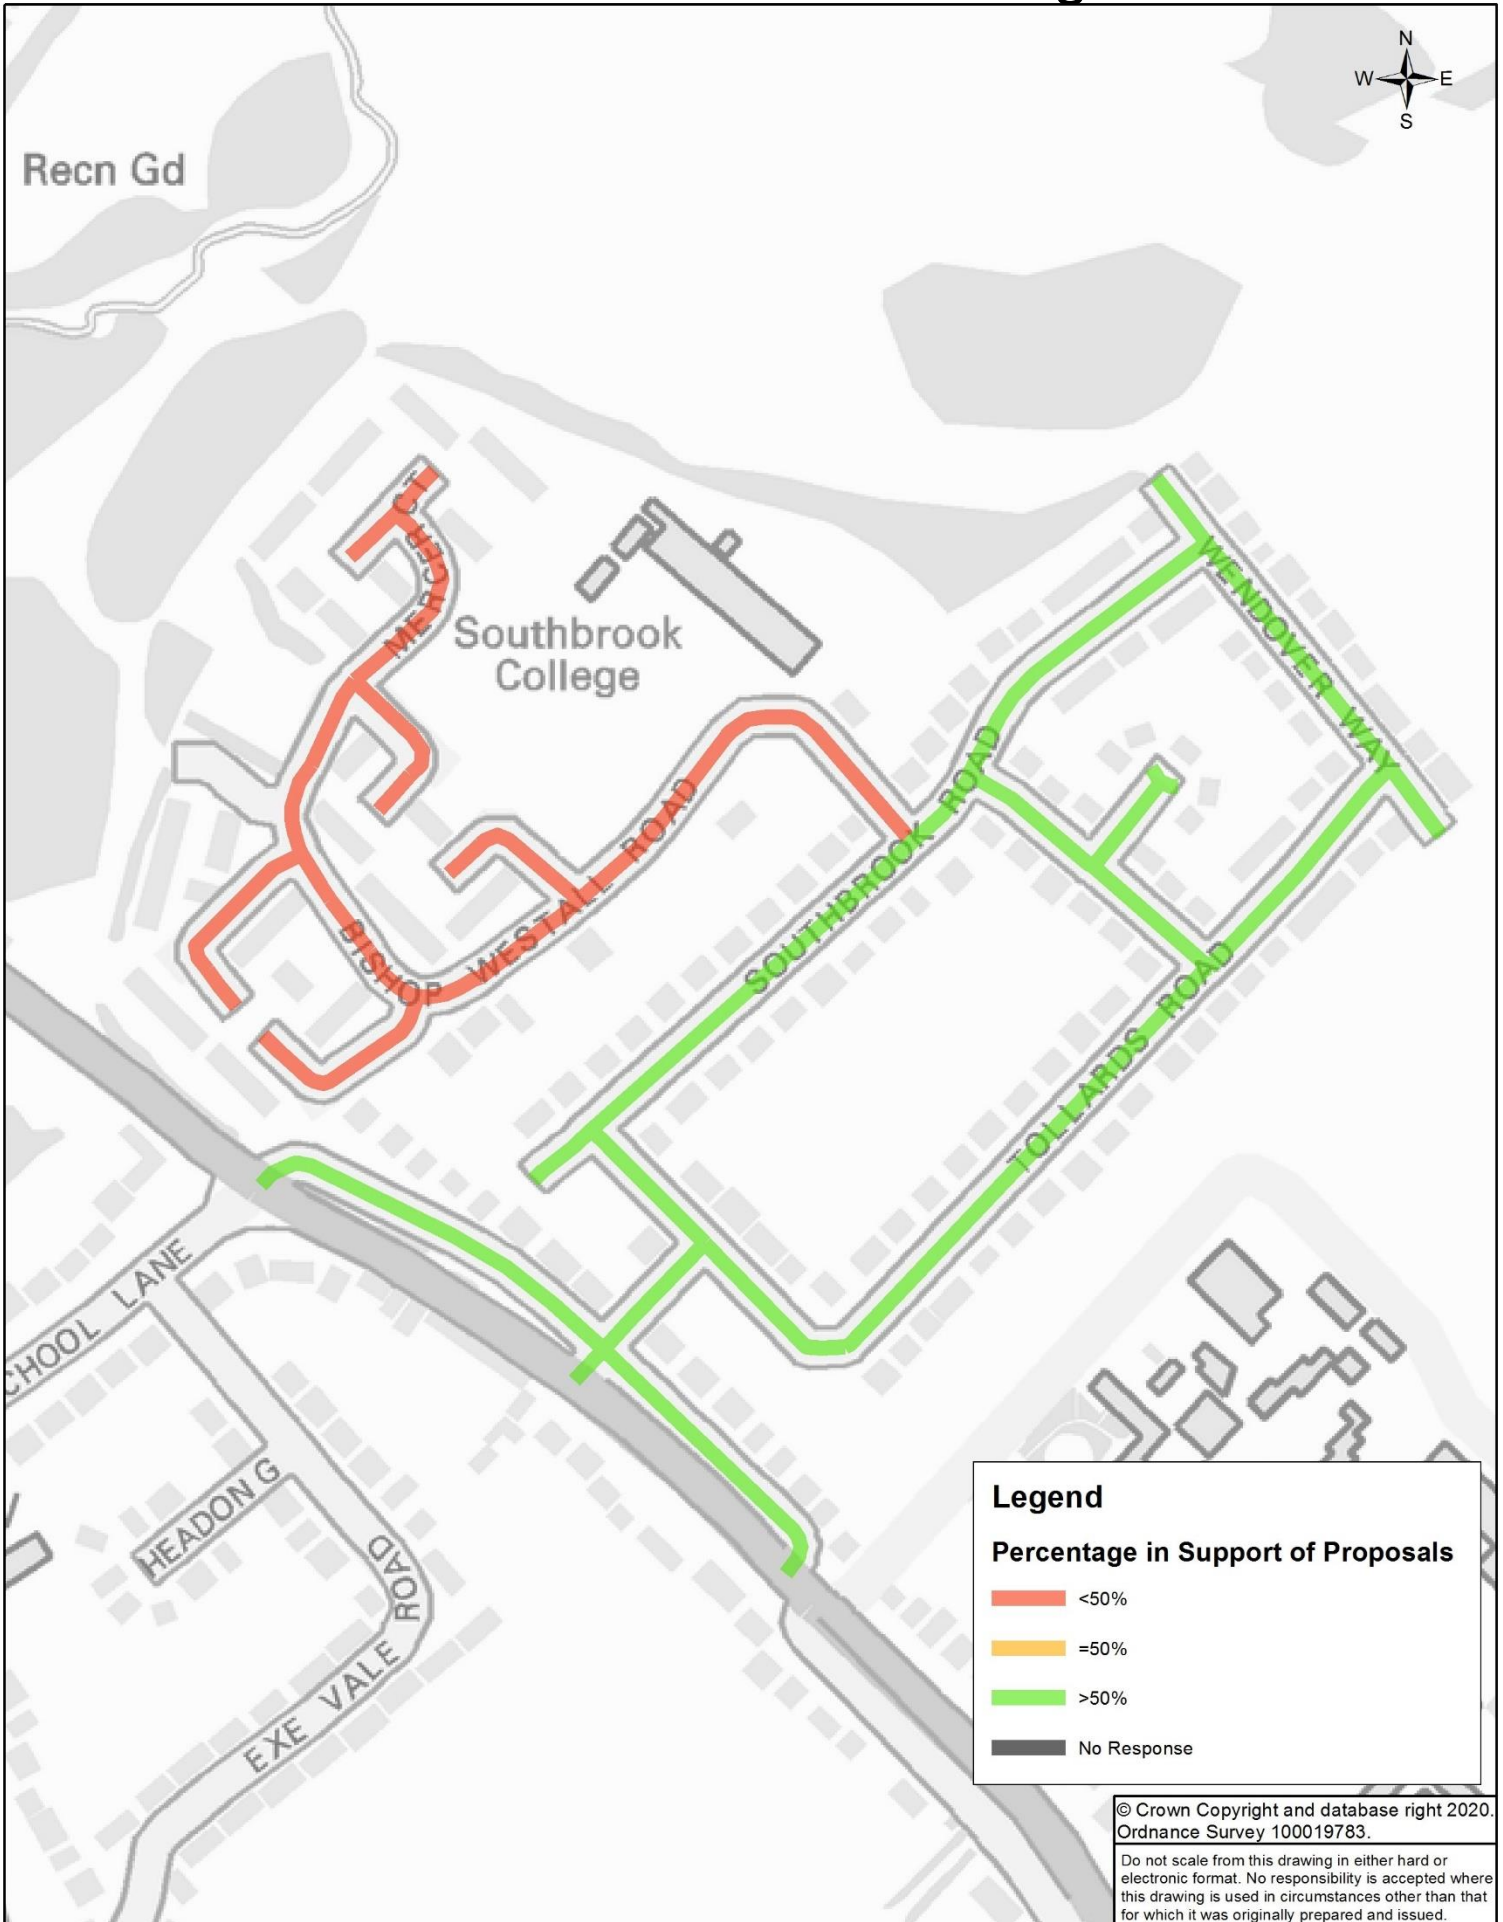 N
W E
S
Recn Gd
MERCER CT
Southbrook
College
WENDOVER WAY
SOUTHBROOK ROAD
BISHOP WESTALL ROAD
TOLLARDS ROAD
CHOOL LANE
HEADON G
EXE VALE ROAD
Legend
Percentage in Support of Proposals
<50%
=50%
>50%
No Response
© Crown Copyright and database right 2020.
Ordnance Survey 100019783.
Do not scale from this drawing in either hard or
electronic format. No responsibility is accepted where
this drawing is used in circumstances other than that
for which it was originally prepared and issued.